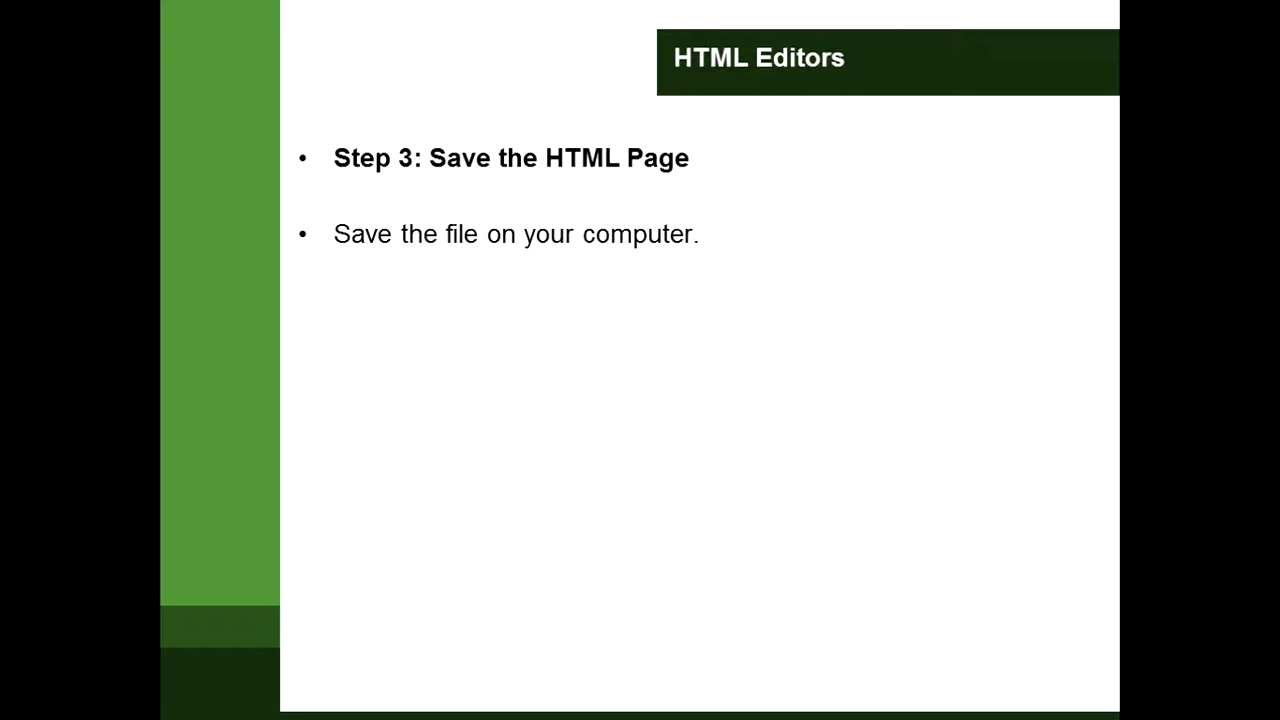 HTML Editors
• Step 3: Save the HTML Page
• Save the file on your computer.